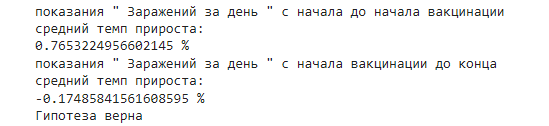 показания " Заражений за день " с начала до начала вакцинации
средний темп прироста:
0.7653224956602145 %
показания " Заражений за день " с начала вакцинации до конца
средний темп прироста:
-0.17485841561608595 %
Гипотеза верна